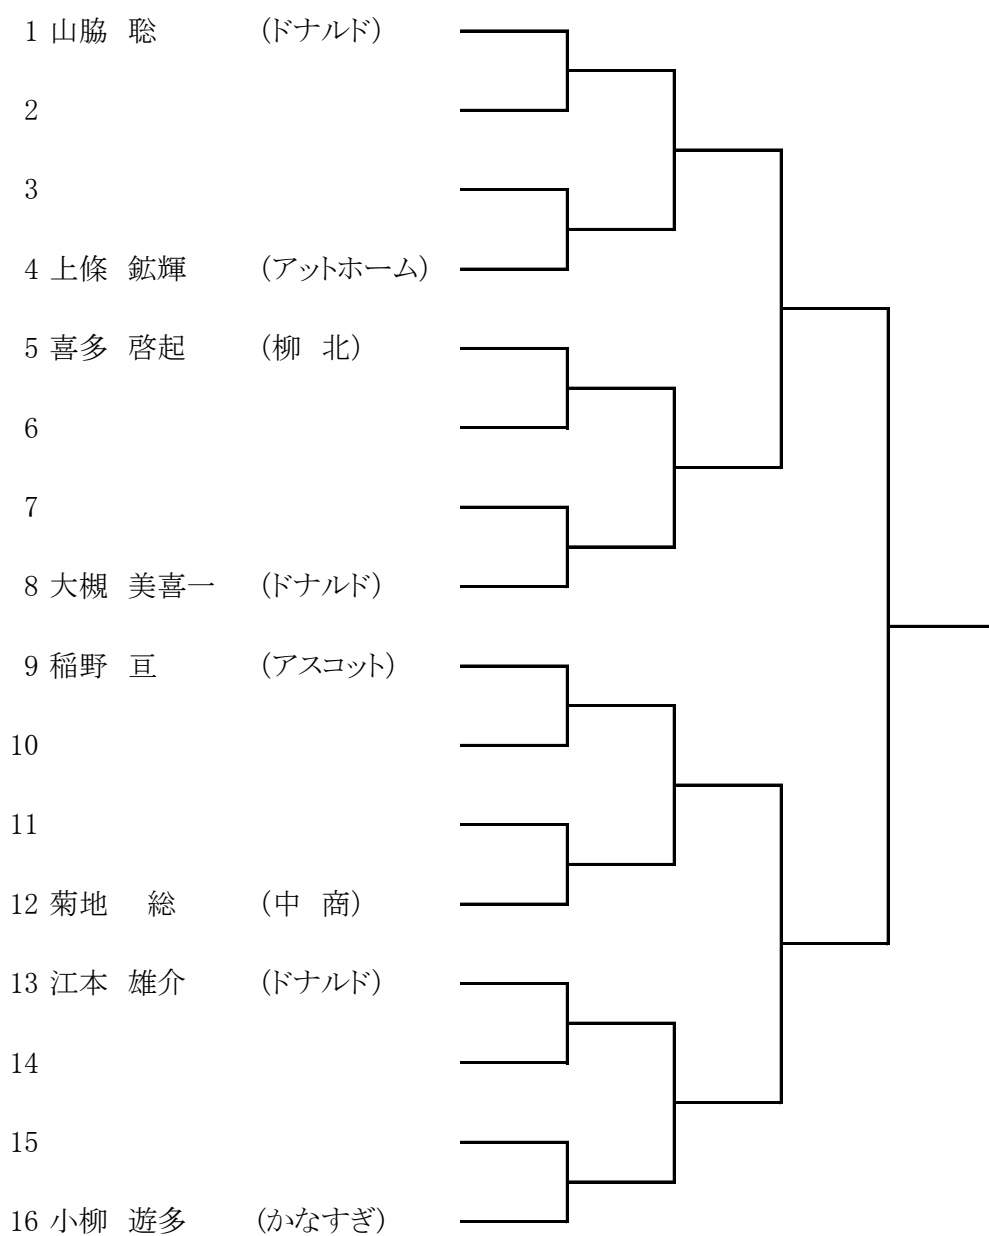 1 山脇 聡 (ドナルド)
2
3
4 上條 鉱輝 (アットホーム)
5 喜多 啓起 (柳 北)
6
7
8 大槻 美喜一 (ドナルド)
9 稲野 亘 (アスコット)
10
11
12 菊地 総 (中 商)
13 江本 雄介 (ドナルド)
14
15
16 小柳 遊多 (かなすぎ)